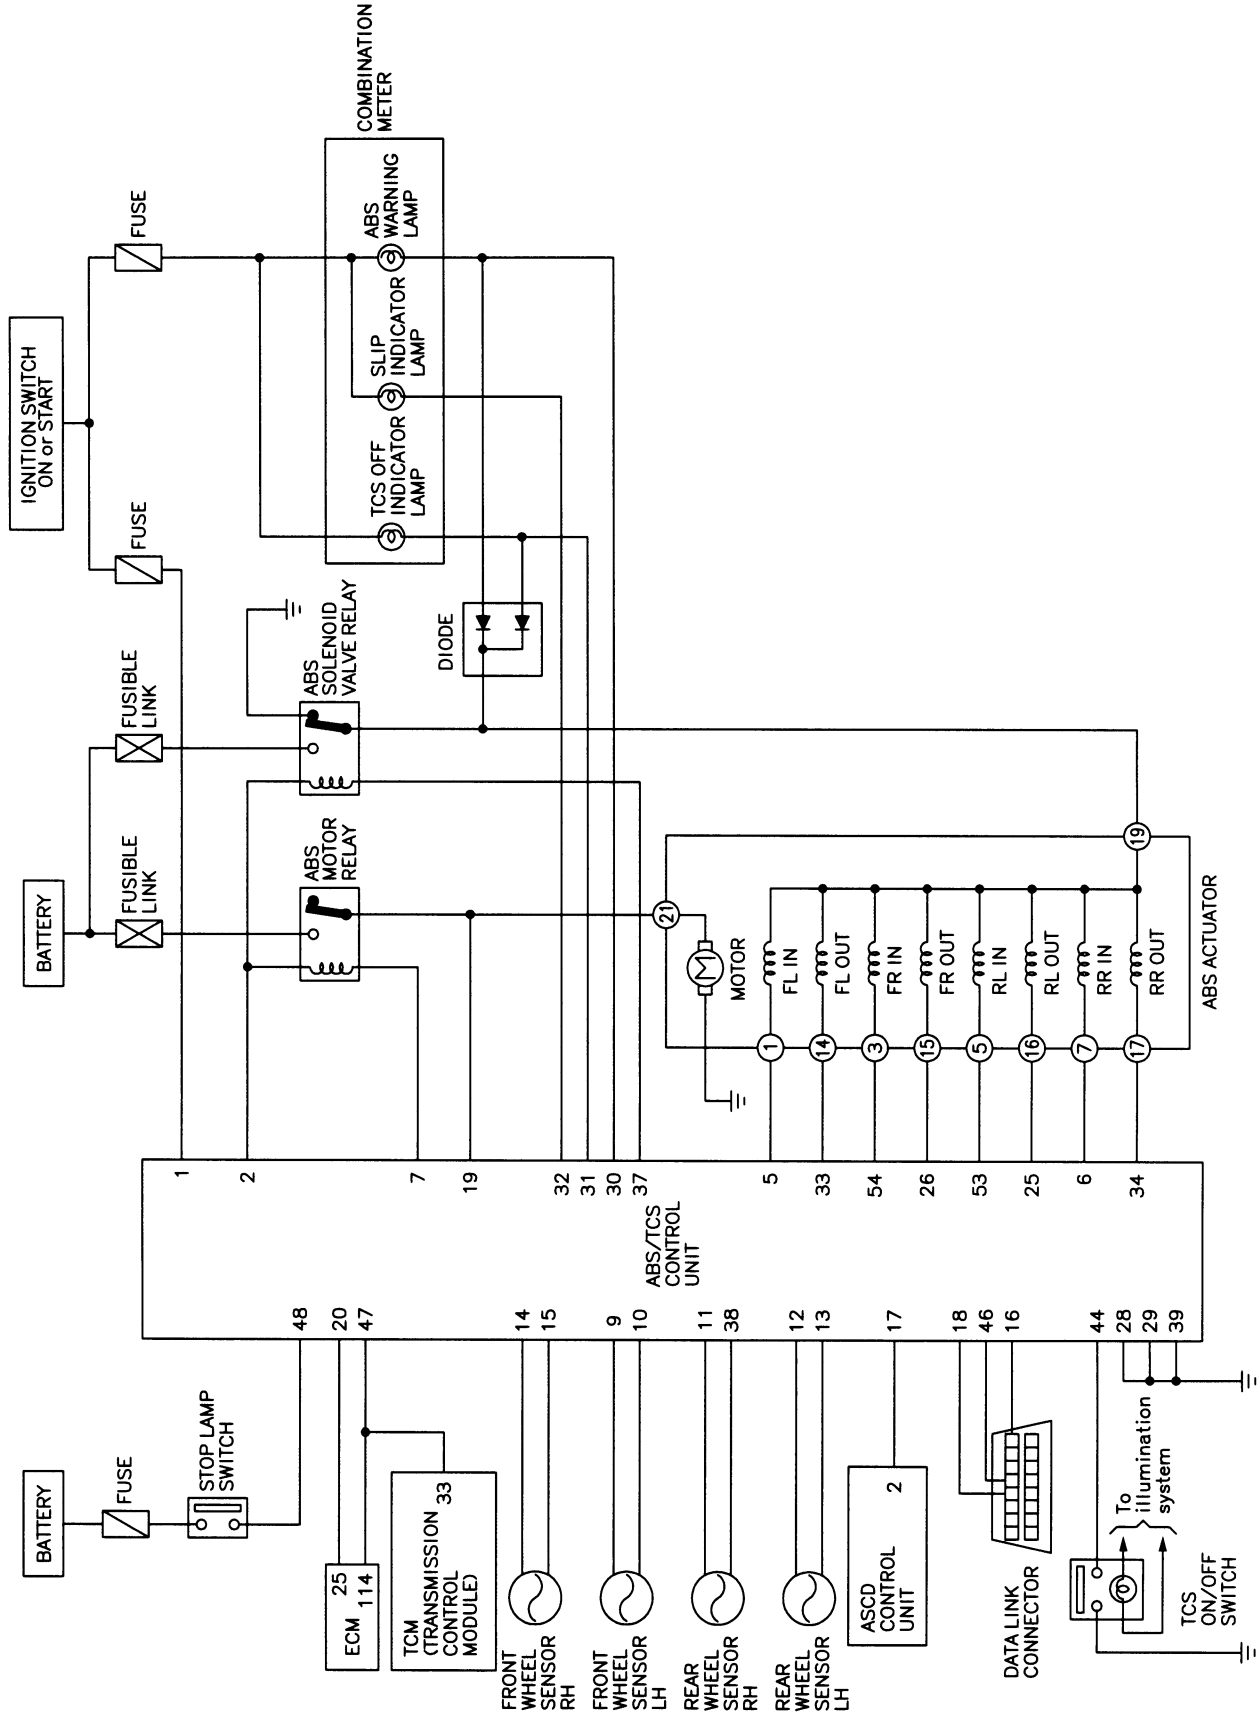 BATTERY
FUSE
STOP LAMP
SWITCH
BATTERY
FUSIBLE
LINK
FUSIBLE
LINK
IGNITION SWITCH
ON or START
FUSE
FUSE
ABS
MOTOR
RELAY
ABS
SOLENOID
VALVE RELAY
COMBINATION
METER
TCS OFF
INDICATOR
LAMP
SLIP
INDICATOR
LAMP
ABS
WARNING
LAMP
DIODE
ECM
25
114
TCM
(TRANSMISSION
CONTROL
MODULE)
33
FRONT
WHEEL
SENSOR
RH
FRONT
WHEEL
SENSOR
LH
REAR
WHEEL
SENSOR
RH
REAR
WHEEL
SENSOR
LH
ASCD
CONTROL
UNIT
2
DATA LINK
CONNECTOR
TCS
ON/OFF
SWITCH
To
illumination
system
48
20
47
14
15
9
10
11
38
12
13
17
18
46
16
44
28
29
39
ABS/TCS
CONTROL
UNIT
1
2
7
19
32
31
30
37
5
33
54
26
53
25
6
34
21
M
MOTOR
1
FL IN
14
FL OUT
3
FR IN
15
FR OUT
5
RL IN
16
RL OUT
7
RR IN
17
RR OUT
19
ABS ACTUATOR